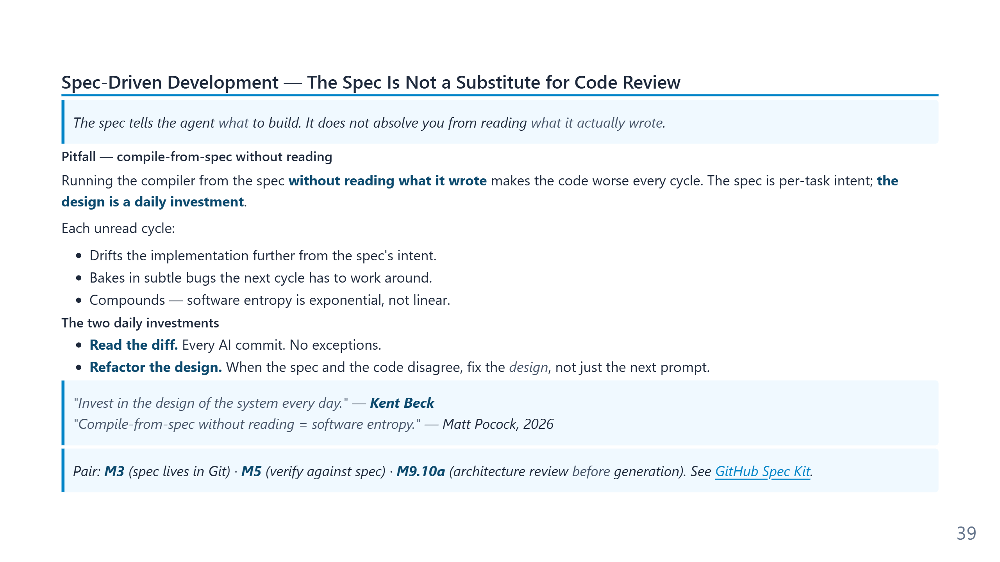 Spec-Driven Development — The Spec Is Not a Substitute for Code Review
The spec tells the agent what to build. It does not absolve you from reading what it actually wrote.
Pitfall — compile-from-spec without reading
Running the compiler from the spec without reading what it wrote makes the code worse every cycle. The spec is per-task intent; the
design is a daily investment.
Each unread cycle:
• Drifts the implementation further from the spec's intent.
• Bakes in subtle bugs the next cycle has to work around.
• Compounds — software entropy is exponential, not linear.
The two daily investments
• Read the diff. Every AI commit. No exceptions.
• Refactor the design. When the spec and the code disagree, fix the design, not just the next prompt.
"Invest in the design of the system every day." — Kent Beck
"Compile-from-spec without reading = software entropy." — Matt Pocock, 2026
Pair: M3 (spec lives in Git) · M5 (verify against spec) · M9.10a (architecture review before generation). See GitHub Spec Kit.
39